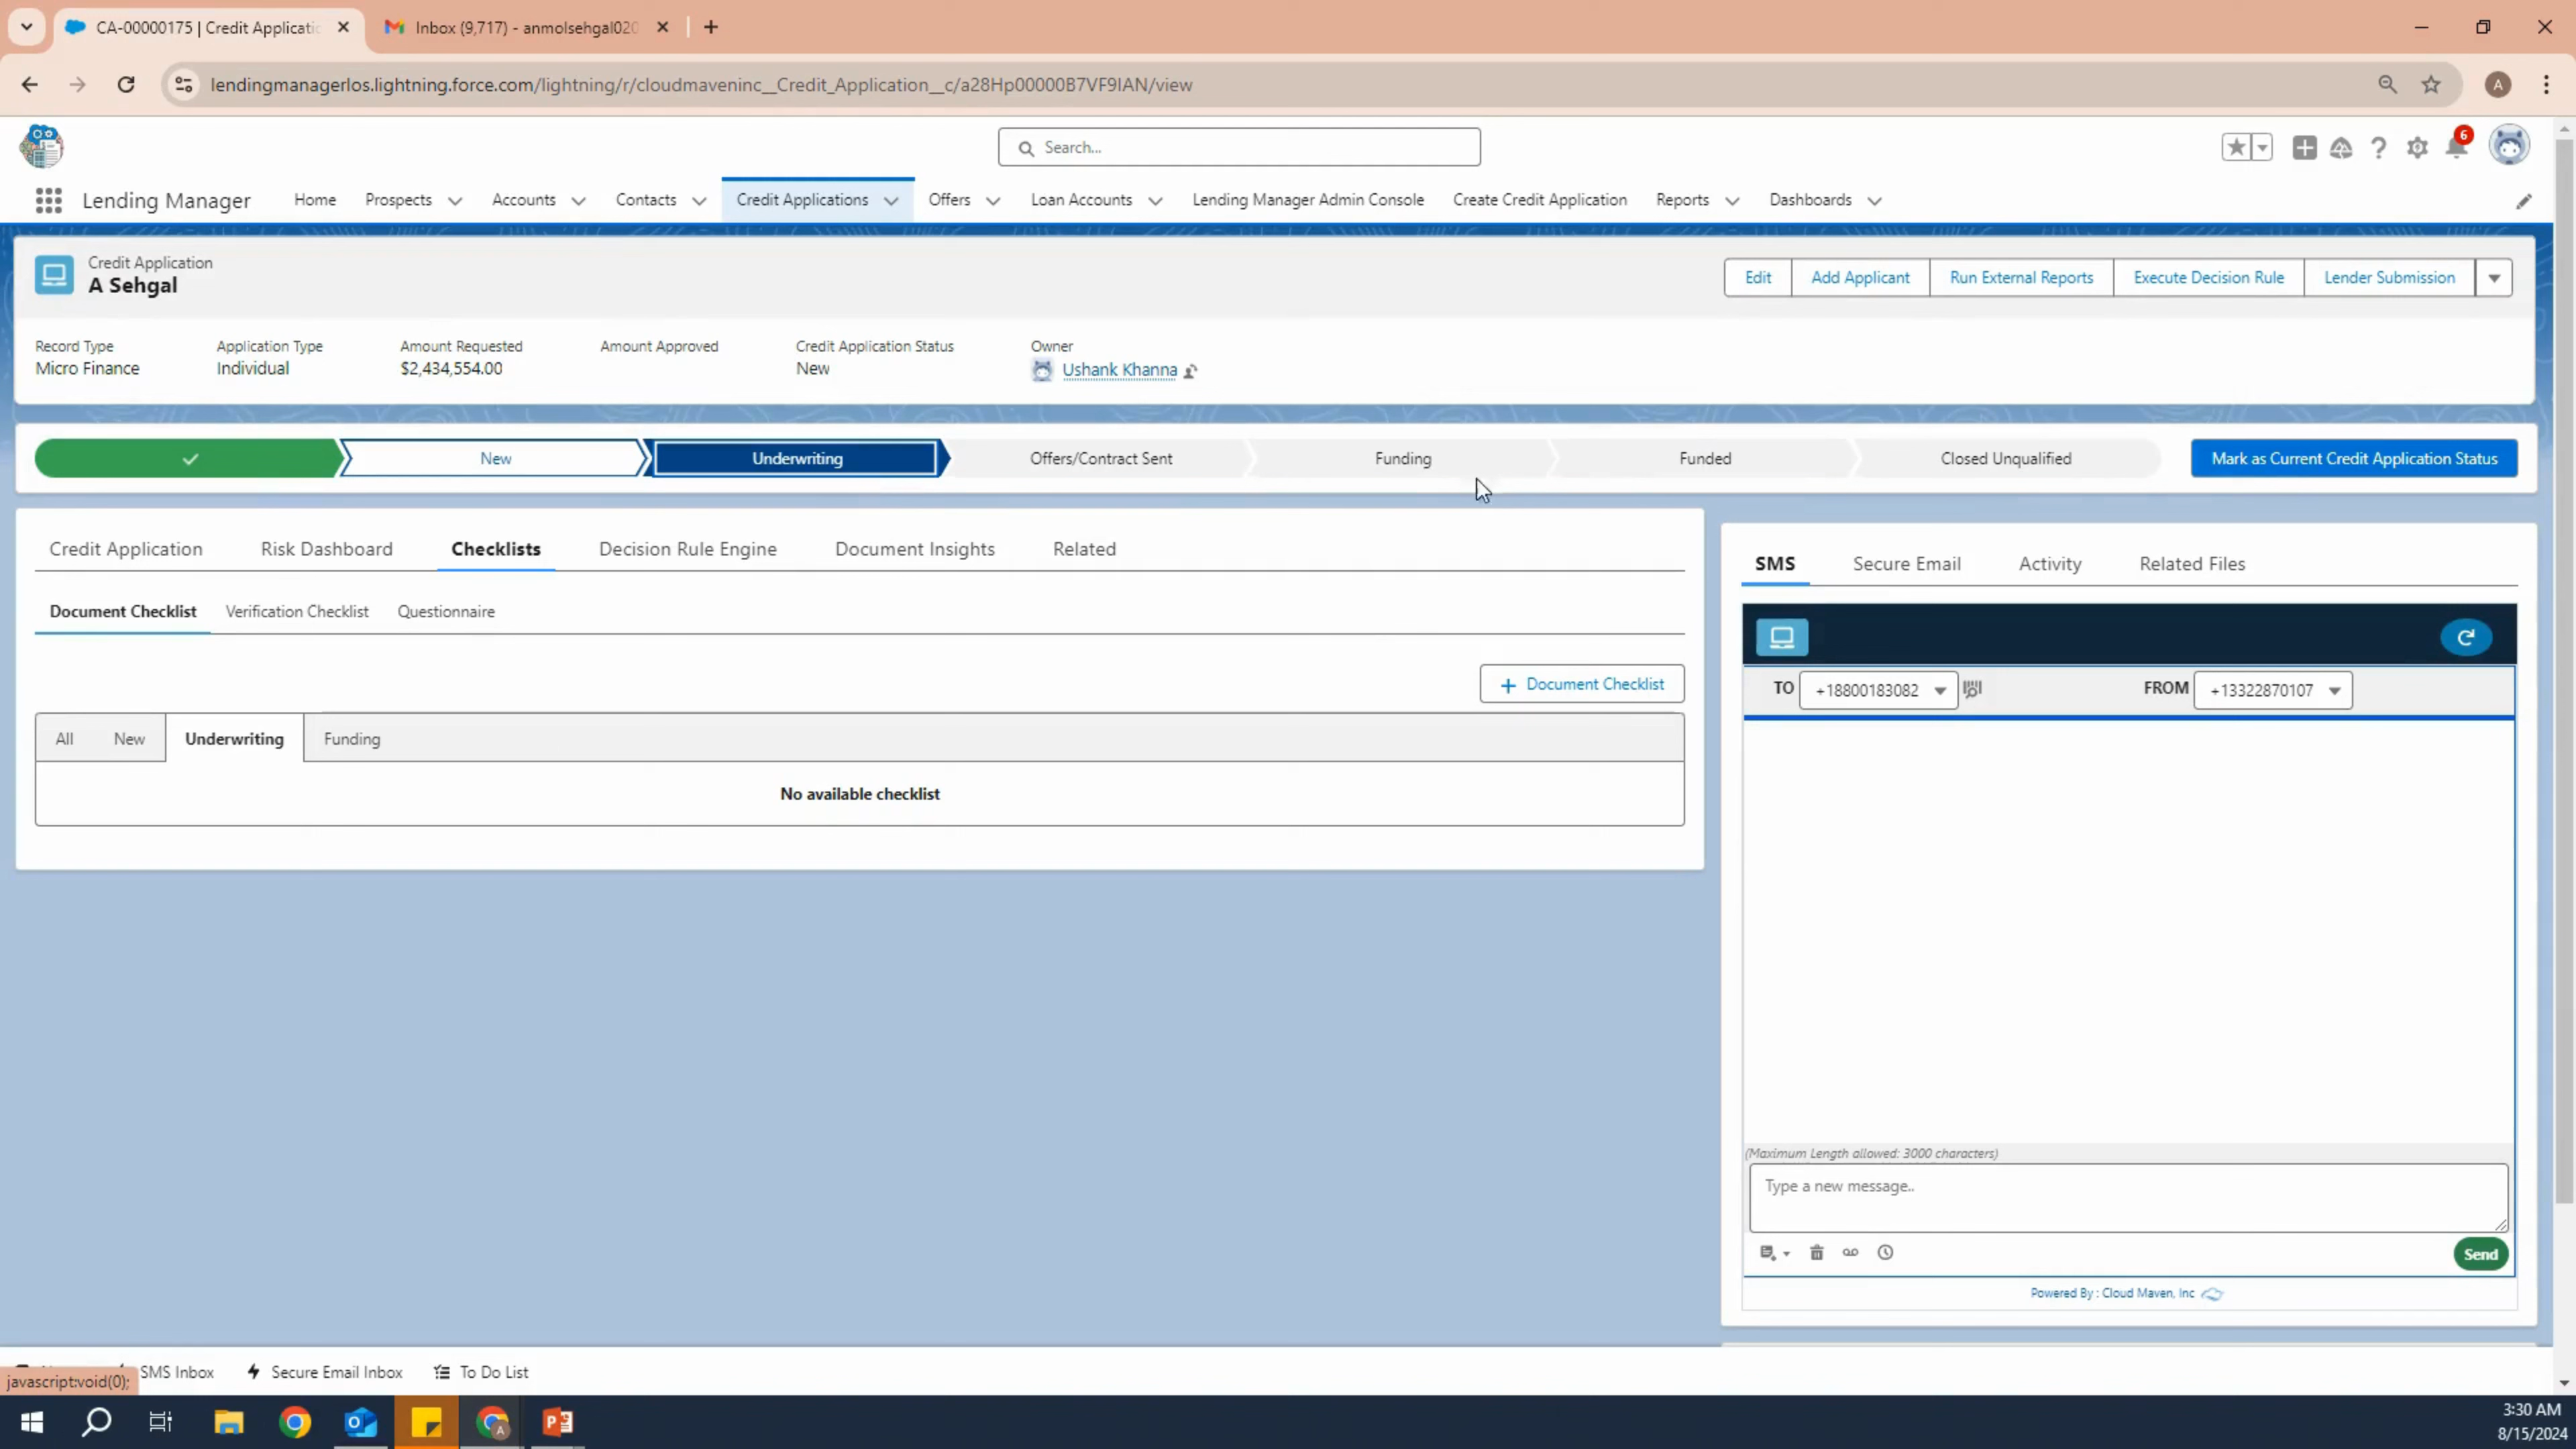 CA-00000175 | Credit Applicatic
Inbox (9,717) - anmolsehgal020
lendingmanagerlos.lightning.force.com/lightning/r/cloudmaveninc__Credit_Application__c/a28Hp00000B7VF9IAN/view
A
Search...
6
Lending Manager Home Prospects Accounts Contacts Credit Applications Offers Loan Accounts Lending Manager Admin Console Create Credit Application Reports Dashboards
Credit Application
A Sehgal
Edit Add Applicant Run External Reports Execute Decision Rule Lender Submission
Record Type Application Type Amount Requested Amount Approved Credit Application Status Owner
Micro Finance Individual $2,434,554.00 New Ushank Khanna
New Underwriting Offers/Contract Sent Funding Funded Closed Unqualified Mark as Current Credit Application Status
Credit Application Risk Dashboard Checklists Decision Rule Engine Document Insights Related
SMS Secure Email Activity Related Files
Document Checklist Verification Checklist Questionnaire
+ Document Checklist
TO +18800183082 FROM +13322870107
All New Underwriting Funding
No available checklist
(Maximum Length allowed: 3000 characters)
Type a new message..
Send
Powered By : Cloud Maven, Inc
SMS Inbox Secure Email Inbox To Do List
javascript:void(0);
3:30 AM
8/15/2024